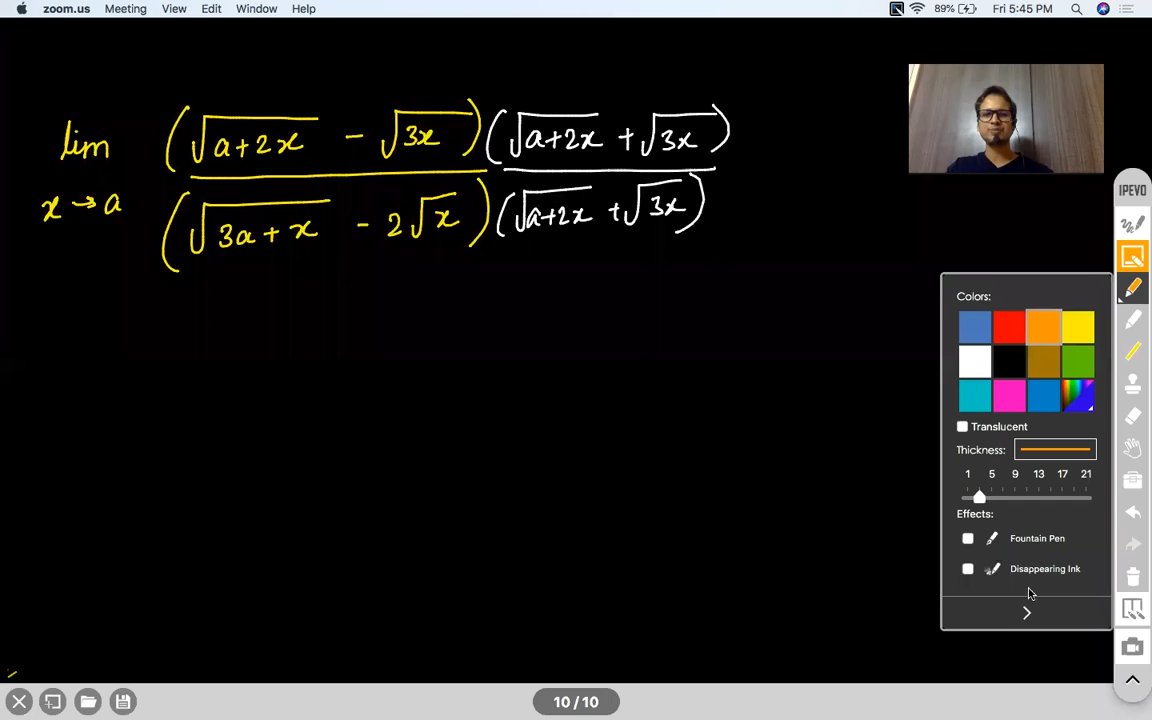 zoom.us Meeting View Edit Window Help 89% Fri 5:45 PM
lim x→a
(√a+2x - √3x) (√a+2x + √3x)
(√3a+x - 2√x) (√a+2x + √3x)
IPEVO
Colors:
Translucent
Thickness:
1 5 9 13 17 21
Effects:
Fountain Pen
Disappearing Ink
10 / 10